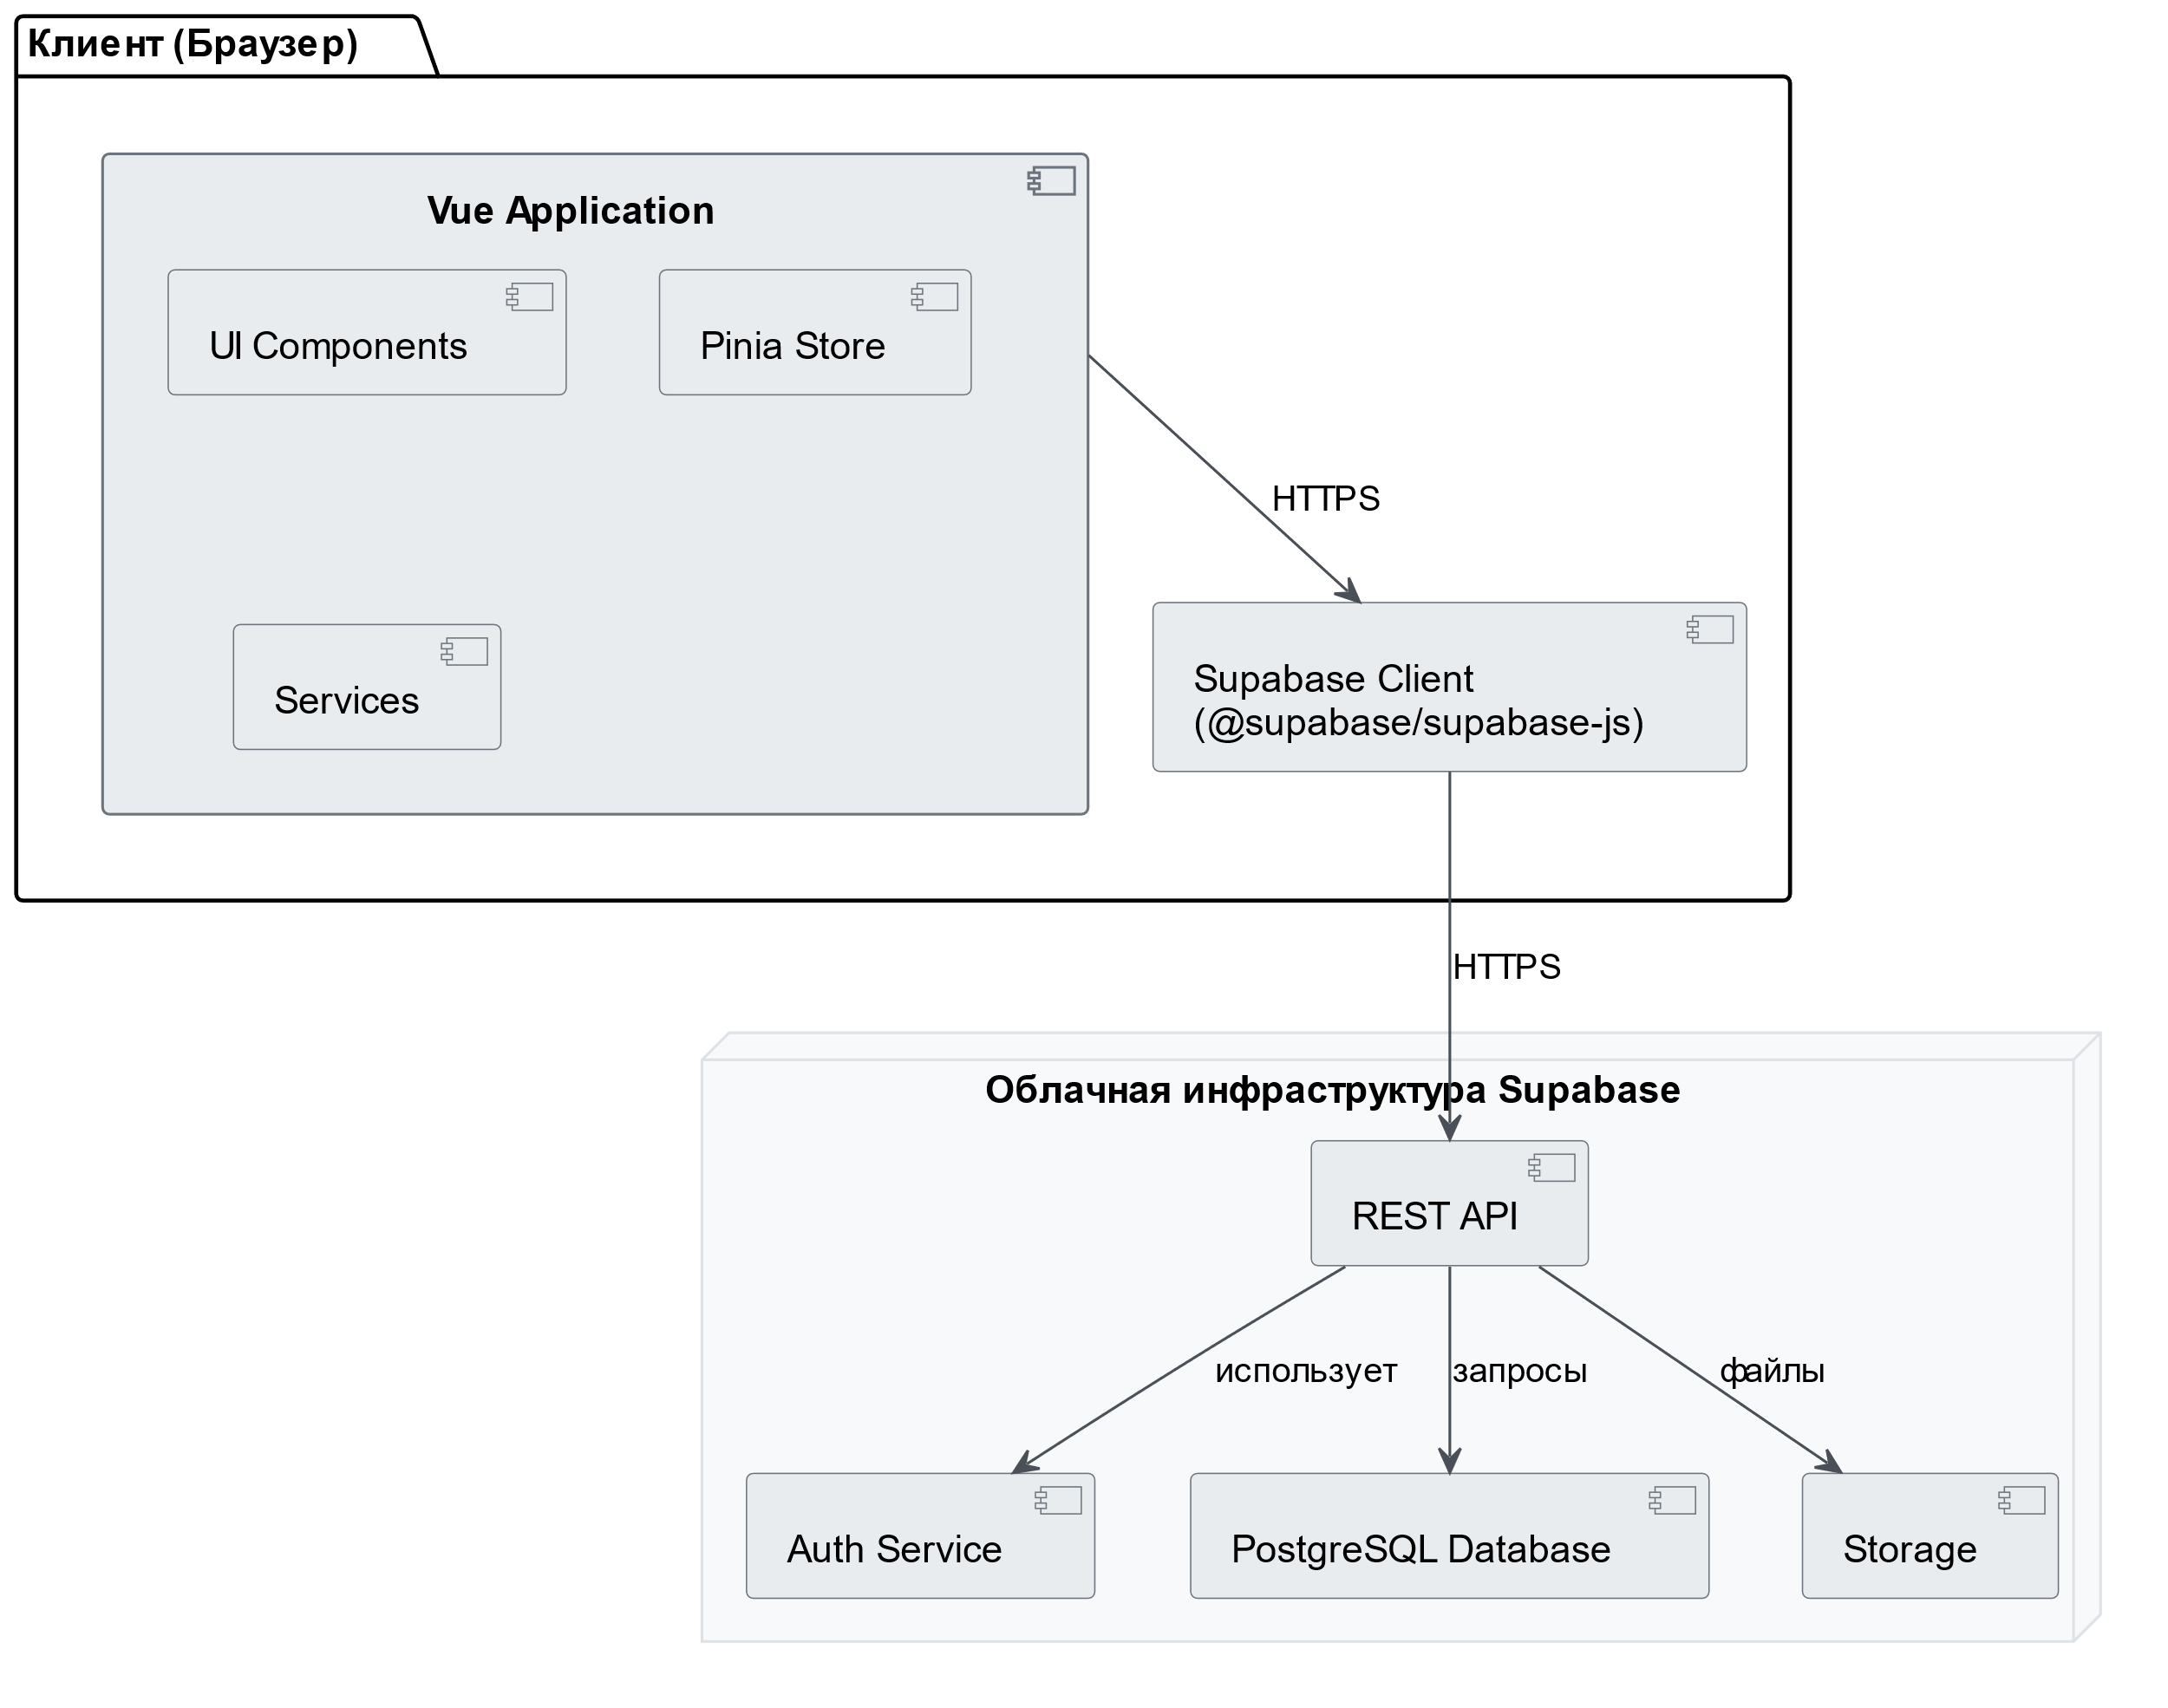 Клиент (Браузер)
Vue Application
UI Components
Pinia Store
HTTPS
Services
Supabase Client
(@supabase/supabase-js)
HTTPS
Облачная инфраструктура Supabase
REST API
использует
запросы
файлы
Auth Service
PostgreSQL Database
Storage